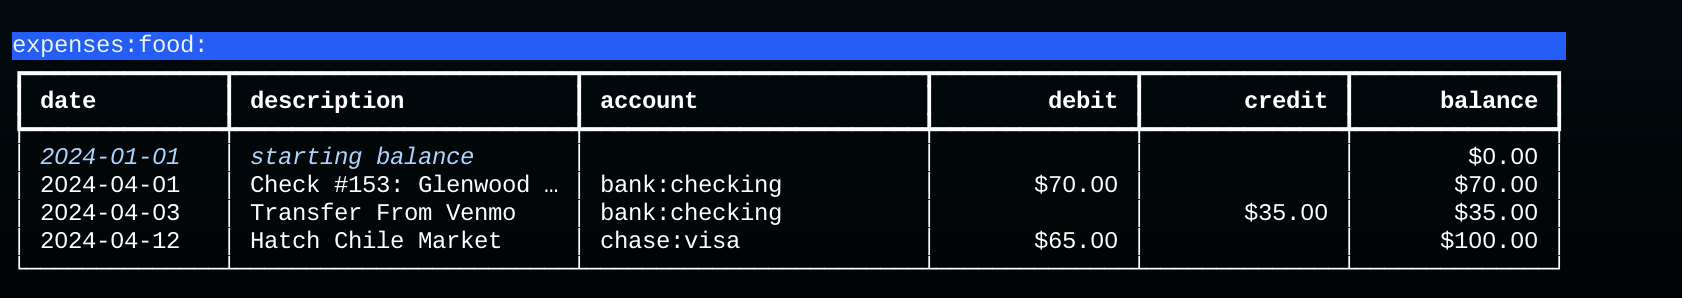 expenses:food:
date description account debit credit balance
2024-01-01 starting balance $0.00
2024-04-01 Check #153: Glenwood … bank:checking $70.00 $70.00
2024-04-03 Transfer From Venmo bank:checking $35.00 $35.00
2024-04-12 Hatch Chile Market chase:visa $65.00 $100.00